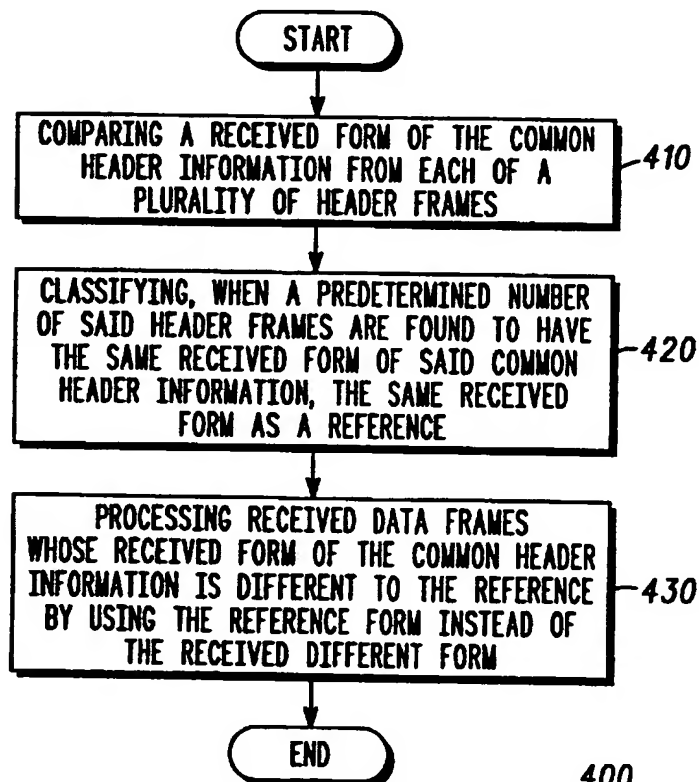 START
COMPARING A RECEIVED FORM OF THE COMMON
HEADER INFORMATION FROM EACH OF A
PLURALITY OF HEADER FRAMES
410
CLASSIFYING, WHEN A PREDETERMINED NUMBER
OF SAID HEADER FRAMES ARE FOUND TO HAVE
THE SAME RECEIVED FORM OF SAID COMMON
HEADER INFORMATION, THE SAME RECEIVED
FORM AS A REFERENCE
420
PROCESSING RECEIVED DATA FRAMES
WHOSE RECEIVED FORM OF THE COMMON HEADER
INFORMATION IS DIFFERENT TO THE REFERENCE
BY USING THE REFERENCE FORM INSTEAD OF
THE RECEIVED DIFFERENT FORM
430
END
400